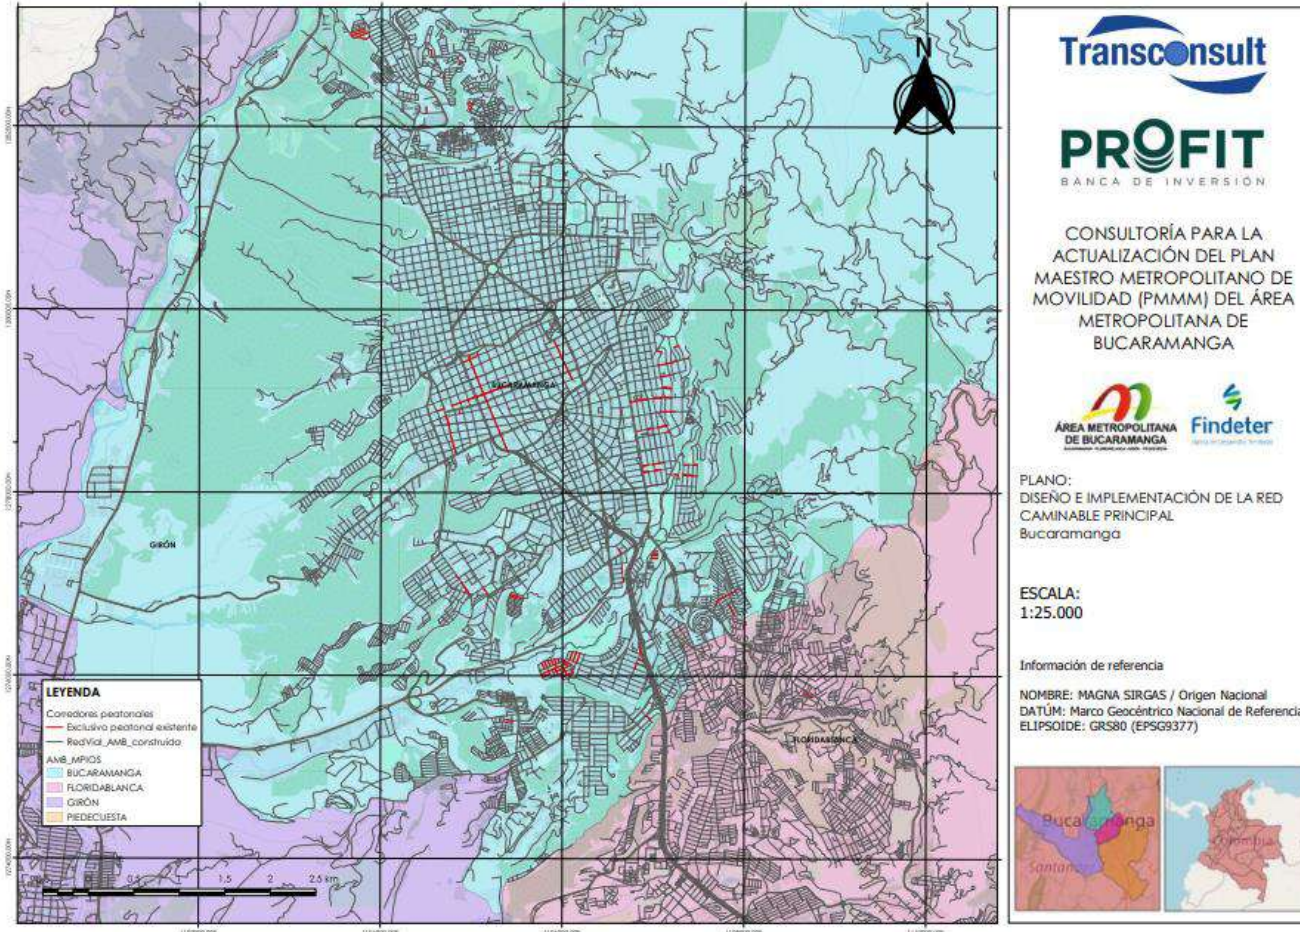 N
BUCARAMANGA
GIRÓN
FLORIDABLANCA
LEYENDA
Corredores peatonales
Exclusivo peatonal existente
RedVial_AMB_construido
AMB_MPIOS
BUCARAMANGA
FLORIDABLANCA
GIRÓN
PIEDECUESTA
0.5
1
1.5
2
2.5 km
Transconsult
PROFIT
BANCA DE INVERSIÓN
CONSULTORÍA PARA LA
ACTUALIZACIÓN DEL PLAN
MAESTRO METROPOLITANO DE
MOVILIDAD (PMMM) DEL ÁREA
METROPOLITANA DE
BUCARAMANGA
ÁREA METROPOLITANA
DE BUCARAMANGA
Findeter
PLANO:
DISEÑO E IMPLEMENTACIÓN DE LA RED
CAMINABLE PRINCIPAL
Bucaramanga
ESCALA:
1:25.000
Información de referencia
NOMBRE: MAGNA SIRGAS / Origen Nacional
DATÚM: Marco Geocéntrico Nacional de Referencia
ELIPSOIDE: GRS80 (EPSG9377)
Bucaramanga
Santander
Colombia